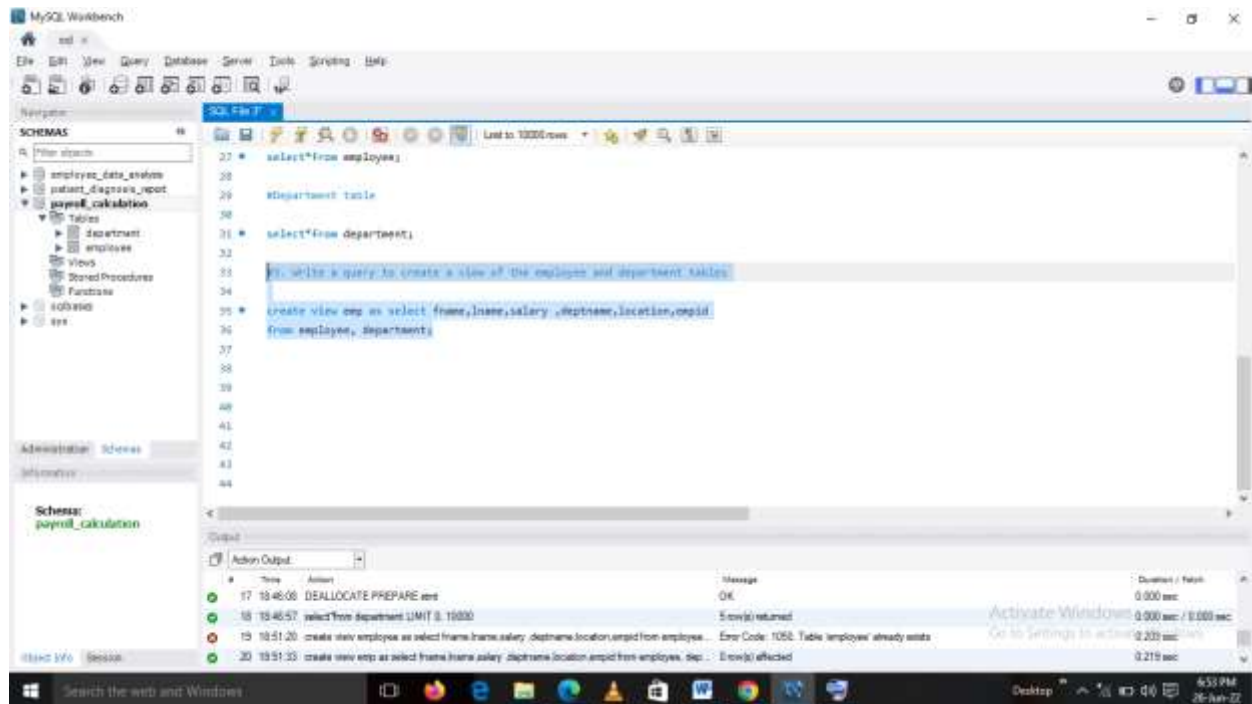 MySQL Workbench
File Edit View Query Database Server Tools Scripting Help
Navigator
SQL File 3*
SCHEMAS
Filter objects
employee_data_analysis
patient_diagnosis_report
payroll_calculation
Tables
department
employee
Views
Stored Procedures
Functions
sys
Administration Schemas
Information
Schema:
payroll_calculation
Object Info Session
Limit to 10000 rows
27 select*from employee;
28
29 #Department table
30
31 select*from department;
32
33 write a query to create a view of the employee and department tables
34
35 create view emp as select fname,lname,salary ,deptname,location,empid
36 from employee, department;
37
38
39
40
41
42
43
44
Output
Action Output
# Time Action Message Duration / Fetch
17 18:46:08 DEALLOCATE PREPARE stmt OK 0.000 sec
18 18:46:57 select*from department LIMIT 0, 10000 5 row(s) returned 0.000 sec / 0.000 sec
19 18:51:20 create view employee as select fname,lname,salary ,deptname,location,empid from employee... Error Code: 1050. Table 'employee' already exists 0.203 sec
20 18:51:33 create view emp as select fname,lname,salary ,deptname,location,empid from employee, dep... 0 row(s) affected 0.219 sec
Activate Windows
Go to Settings to activate
Search the web and Windows
Desktop
6:53 PM
26-Jun-22